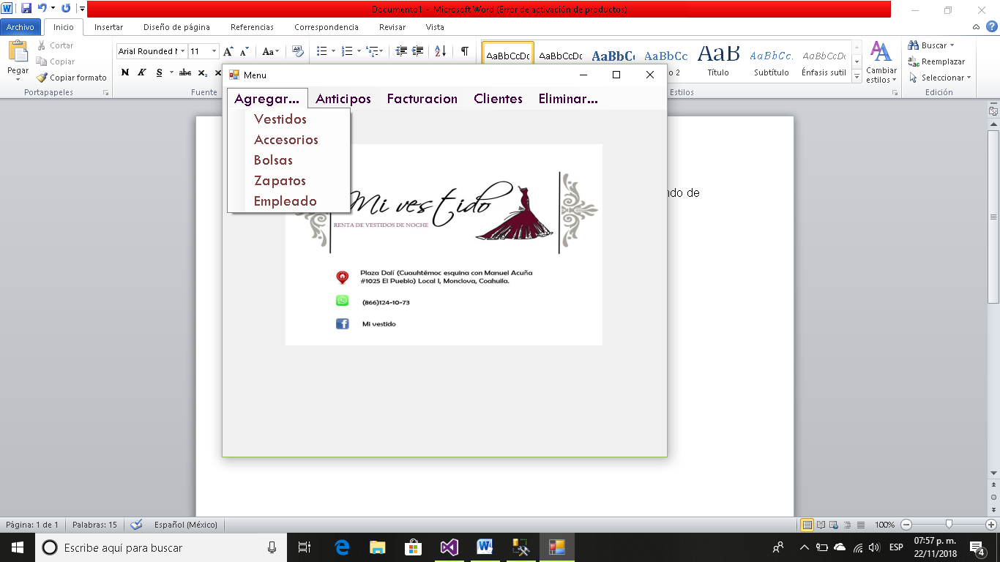 Documento1 - Microsoft Word (Error de activación de productos)
Archivo Inicio Insertar Diseño de página Referencias Correspondencia Revisar Vista
Pegar
Cortar
Copiar
Copiar formato
Portapapeles
Arial Rounded 11 Aa
N K S abc x₂
Fuente
AaBbCcDc AaBbCcDc AaBbC AaBbCc AaB AaBbCc. AaBbCcDc
o 2 Título Subtítulo Énfasis sutil
Estilos
Cambiar
estilos
Buscar
Reemplazar
Seleccionar
Edición
Menu
Agregar... Anticipos Facturacion Clientes Eliminar...
Vestidos
Accesorios
Bolsas
Zapatos
Empleado
Mi vestido
RENTA DE VESTIDOS DE NOCHE
Plaza Dalí (Cuauhtémoc esquina con Manuel Acuña
#1025 El Pueblo) Local I, Monclova, Coahuila.
(866)124-10-73
Mi vestido
ndo de
Página: 1 de 1 Palabras: 15 Español (México) 100%
Escribe aquí para buscar
ESP
07:57 p. m.
22/11/2018
4